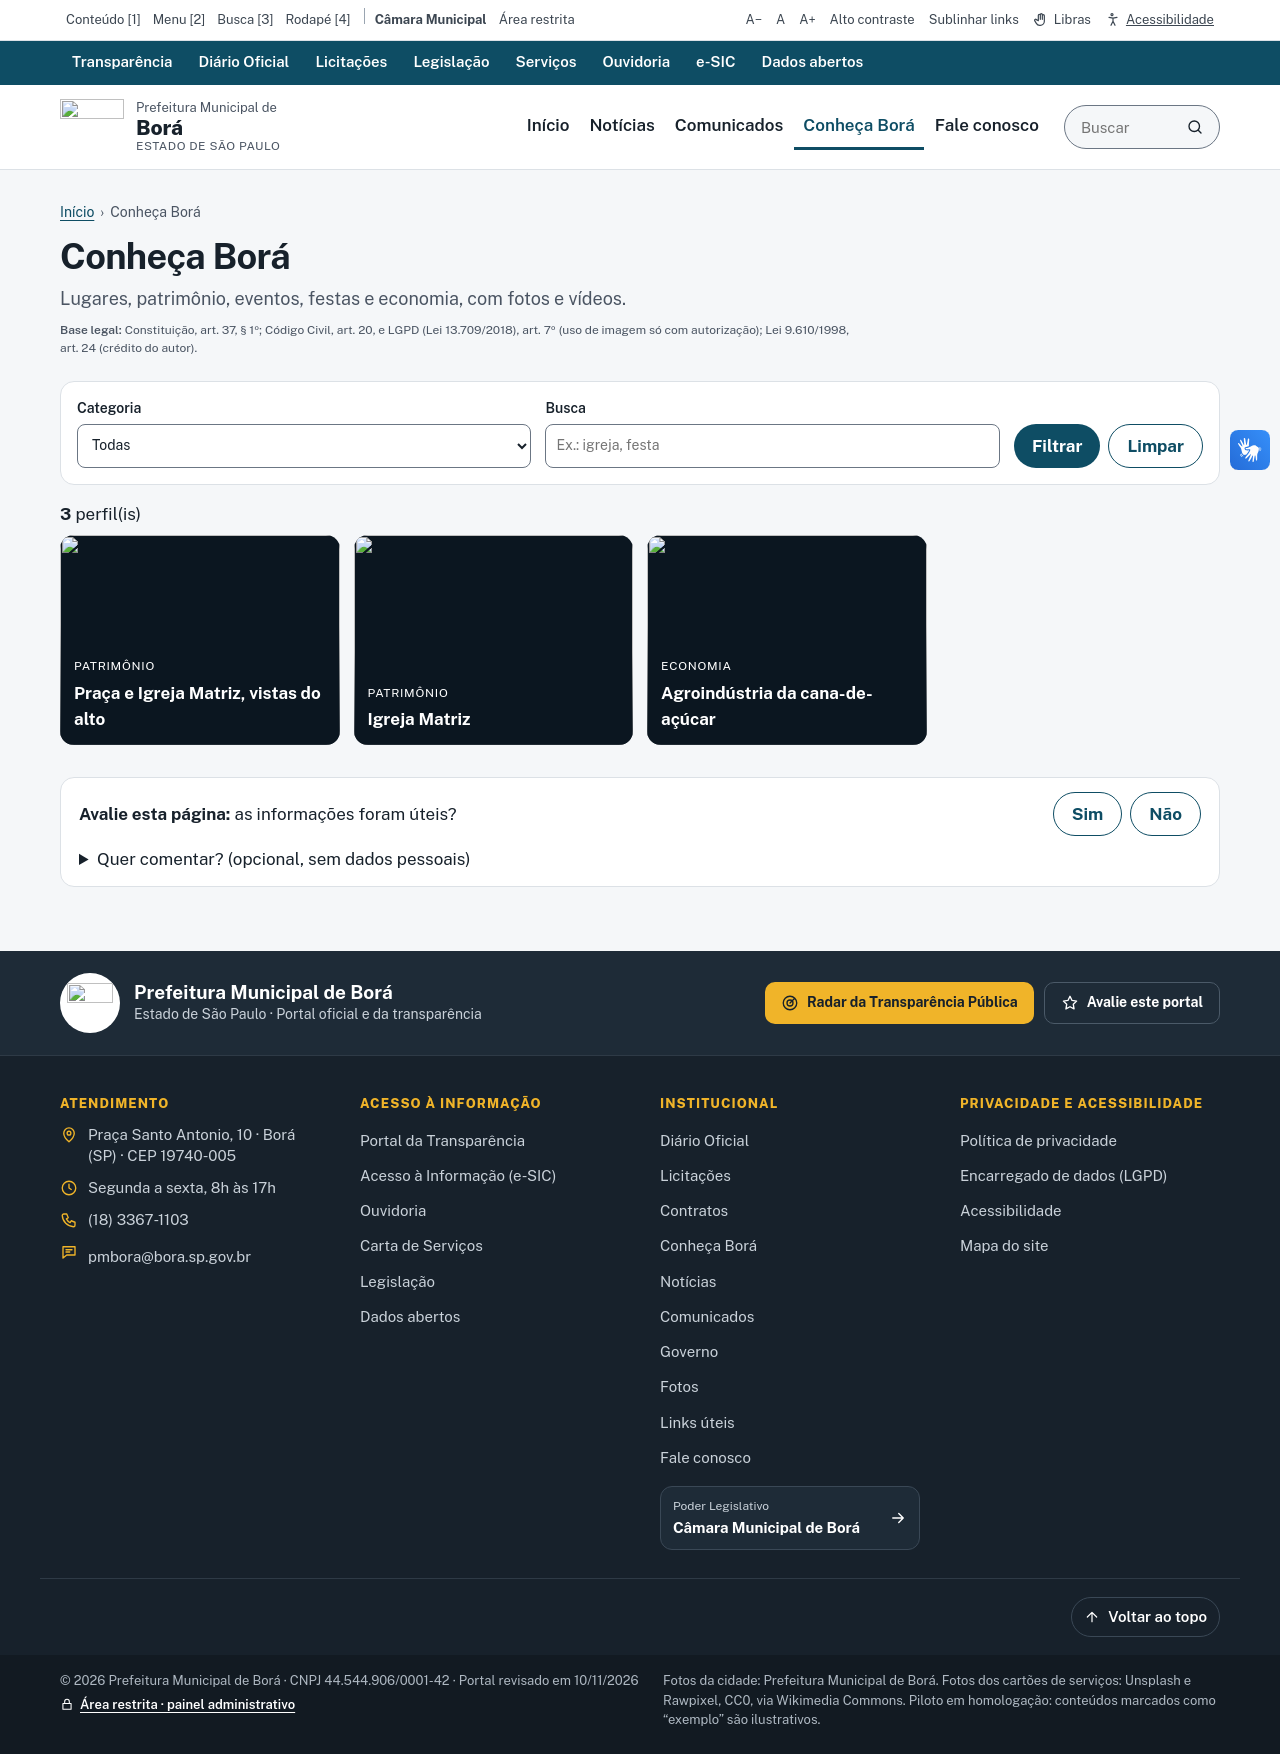 Conteúdo [1] Menu [2] Busca [3] Rodapé [4] Câmara Municipal Área restrita A− A A+ Alto contraste Sublinhar links Libras Acessibilidade
Transparência Diário Oficial Licitações Legislação Serviços Ouvidoria e-SIC Dados abertos
Prefeitura Municipal de
Borá
ESTADO DE SÃO PAULO
Início Notícias Comunicados Conheça Borá Fale conosco Buscar
Início › Conheça Borá
Conheça Borá
Lugares, patrimônio, eventos, festas e economia, com fotos e vídeos.
Base legal: Constituição, art. 37, § 1º; Código Civil, art. 20, e LGPD (Lei 13.709/2018), art. 7º (uso de imagem só com autorização); Lei 9.610/1998,
art. 24 (crédito do autor).
Categoria
Todas
Busca
Ex.: igreja, festa
Filtrar Limpar
3 perfil(is)
PATRIMÔNIO
Praça e Igreja Matriz, vistas do
alto
PATRIMÔNIO
Igreja Matriz
ECONOMIA
Agroindústria da cana-de-
açúcar
Avalie esta página: as informações foram úteis? Sim Não
Quer comentar? (opcional, sem dados pessoais)
Prefeitura Municipal de Borá
Estado de São Paulo · Portal oficial e da transparência
Radar da Transparência Pública Avalie este portal
ATENDIMENTO
Praça Santo Antonio, 10 · Borá
(SP) · CEP 19740-005
Segunda a sexta, 8h às 17h
(18) 3367-1103
pmbora@bora.sp.gov.br
ACESSO À INFORMAÇÃO
Portal da Transparência
Acesso à Informação (e-SIC)
Ouvidoria
Carta de Serviços
Legislação
Dados abertos
INSTITUCIONAL
Diário Oficial
Licitações
Contratos
Conheça Borá
Notícias
Comunicados
Governo
Fotos
Links úteis
Fale conosco
Poder Legislativo
Câmara Municipal de Borá
PRIVACIDADE E ACESSIBILIDADE
Política de privacidade
Encarregado de dados (LGPD)
Acessibilidade
Mapa do site
Voltar ao topo
© 2026 Prefeitura Municipal de Borá · CNPJ 44.544.906/0001-42 · Portal revisado em 10/11/2026
Área restrita · painel administrativo
Fotos da cidade: Prefeitura Municipal de Borá. Fotos dos cartões de serviços: Unsplash e
Rawpixel, CC0, via Wikimedia Commons. Piloto em homologação: conteúdos marcados como
“exemplo” são ilustrativos.